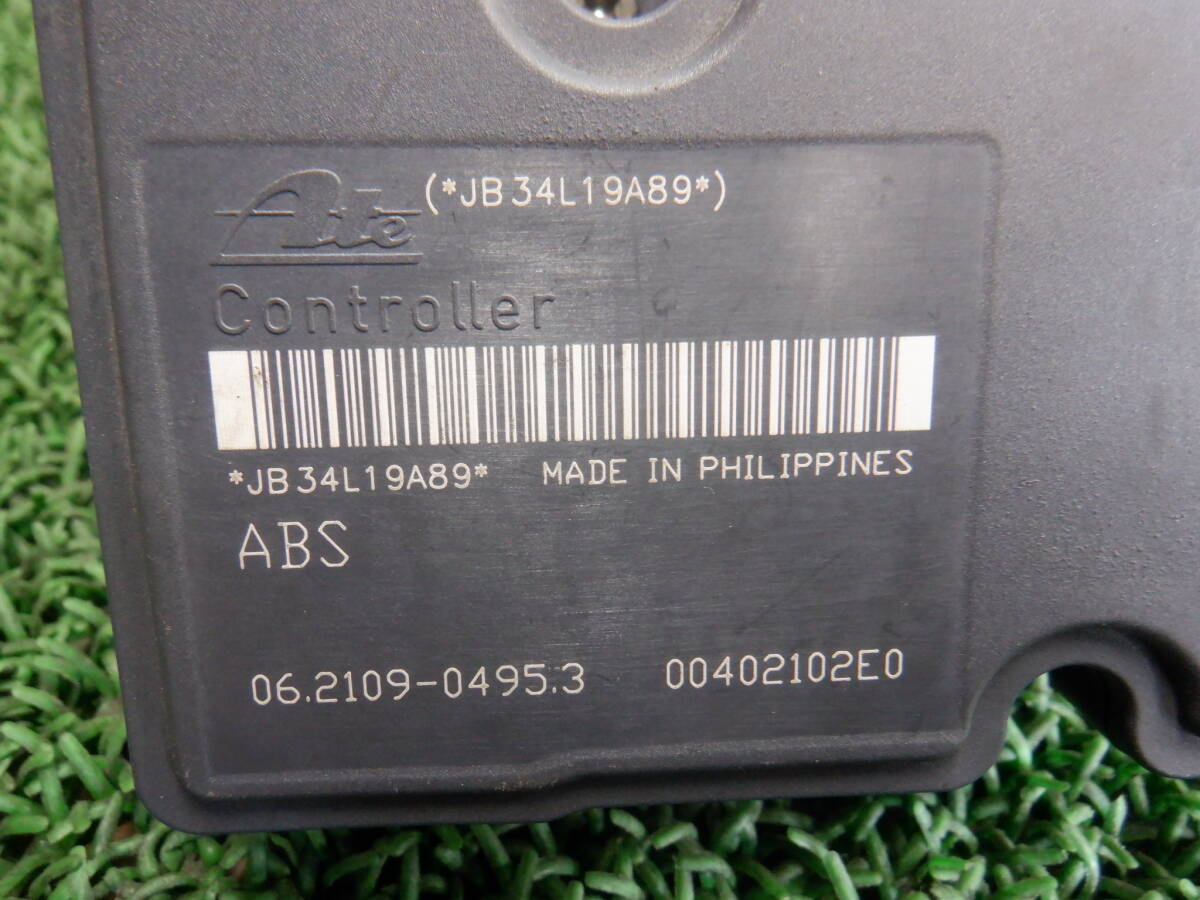 Ate (*JB34L19A89*)
Controller
*JB34L19A89* MADE IN PHILIPPINES
ABS
06.2109-0495.3 00402102E0